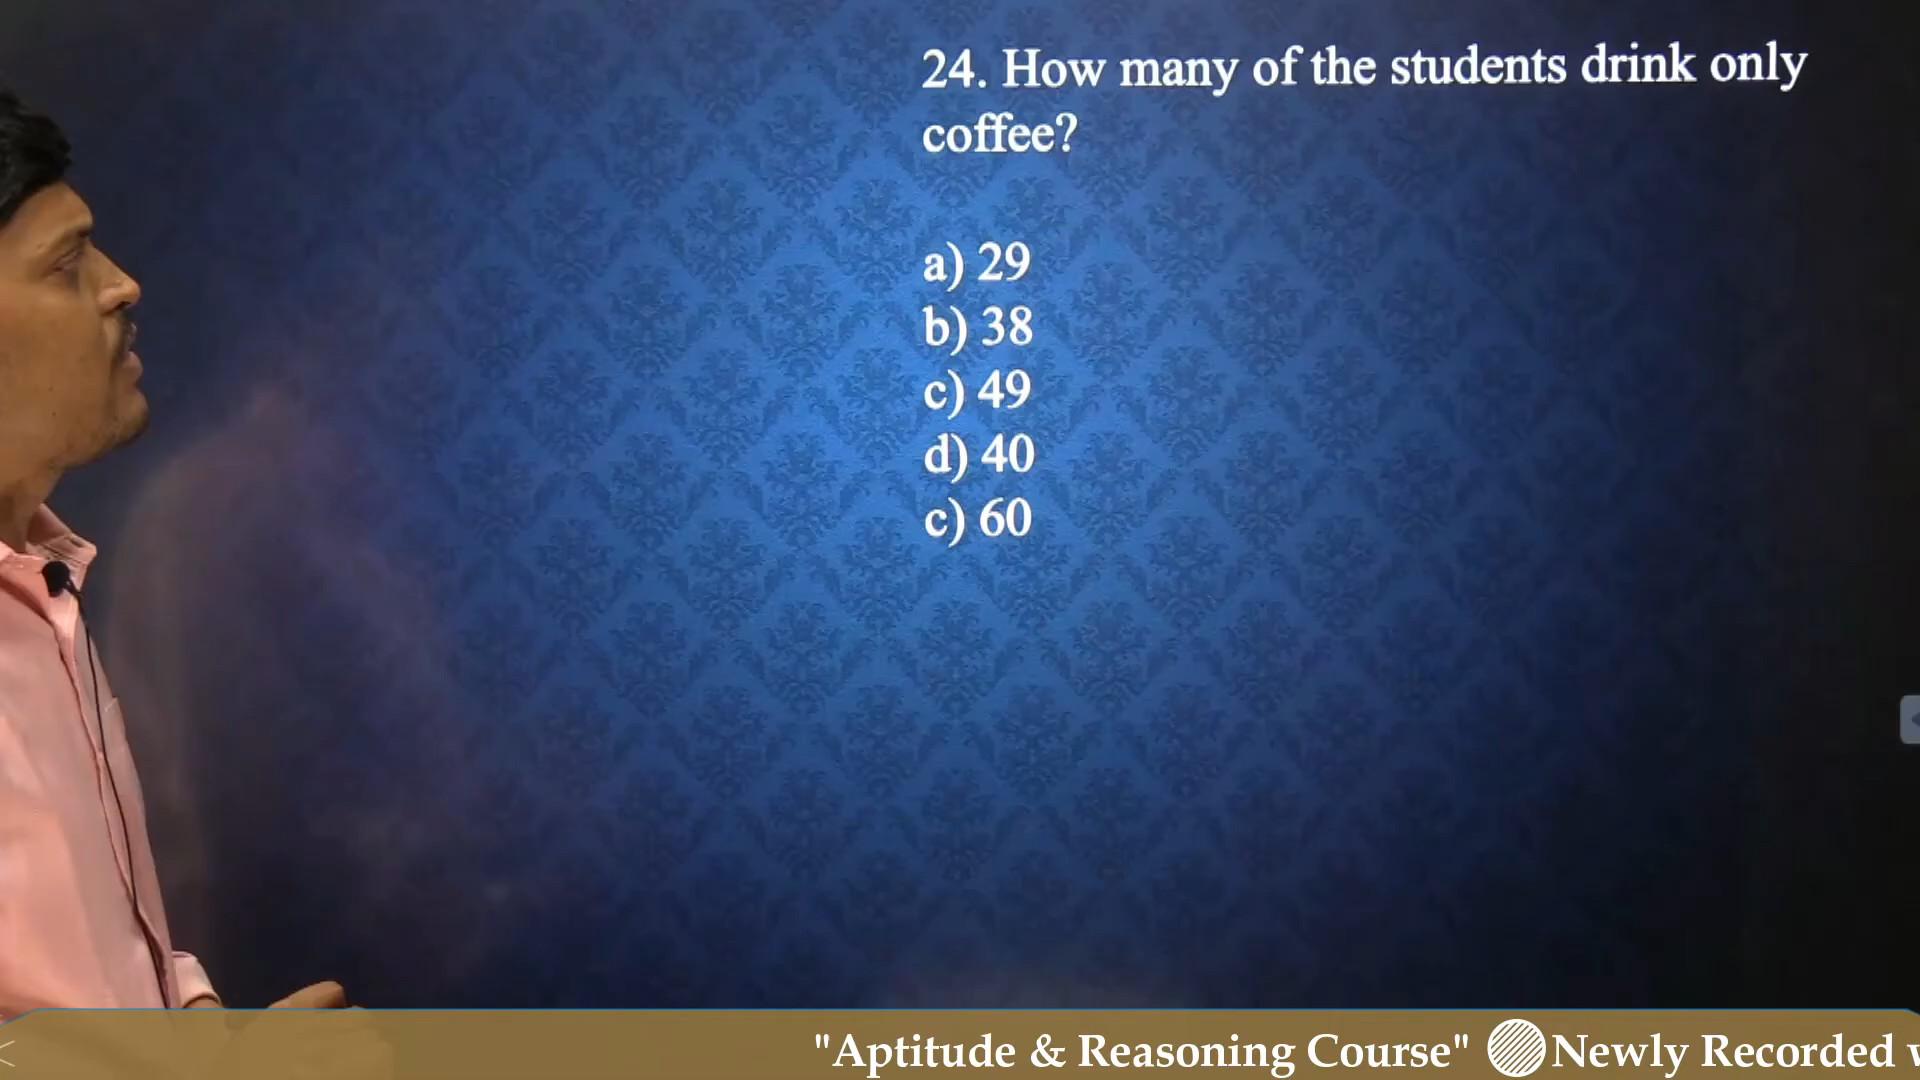 24. How many of the students drink only
coffee?
a) 29
b) 38
c) 49
d) 40
c) 60
"Aptitude & Reasoning Course" Newly Recorded